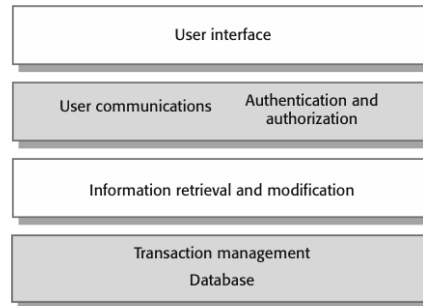 User interface
User communications
Authentication and
authorization
Information retrieval and modification
Transaction management
Database